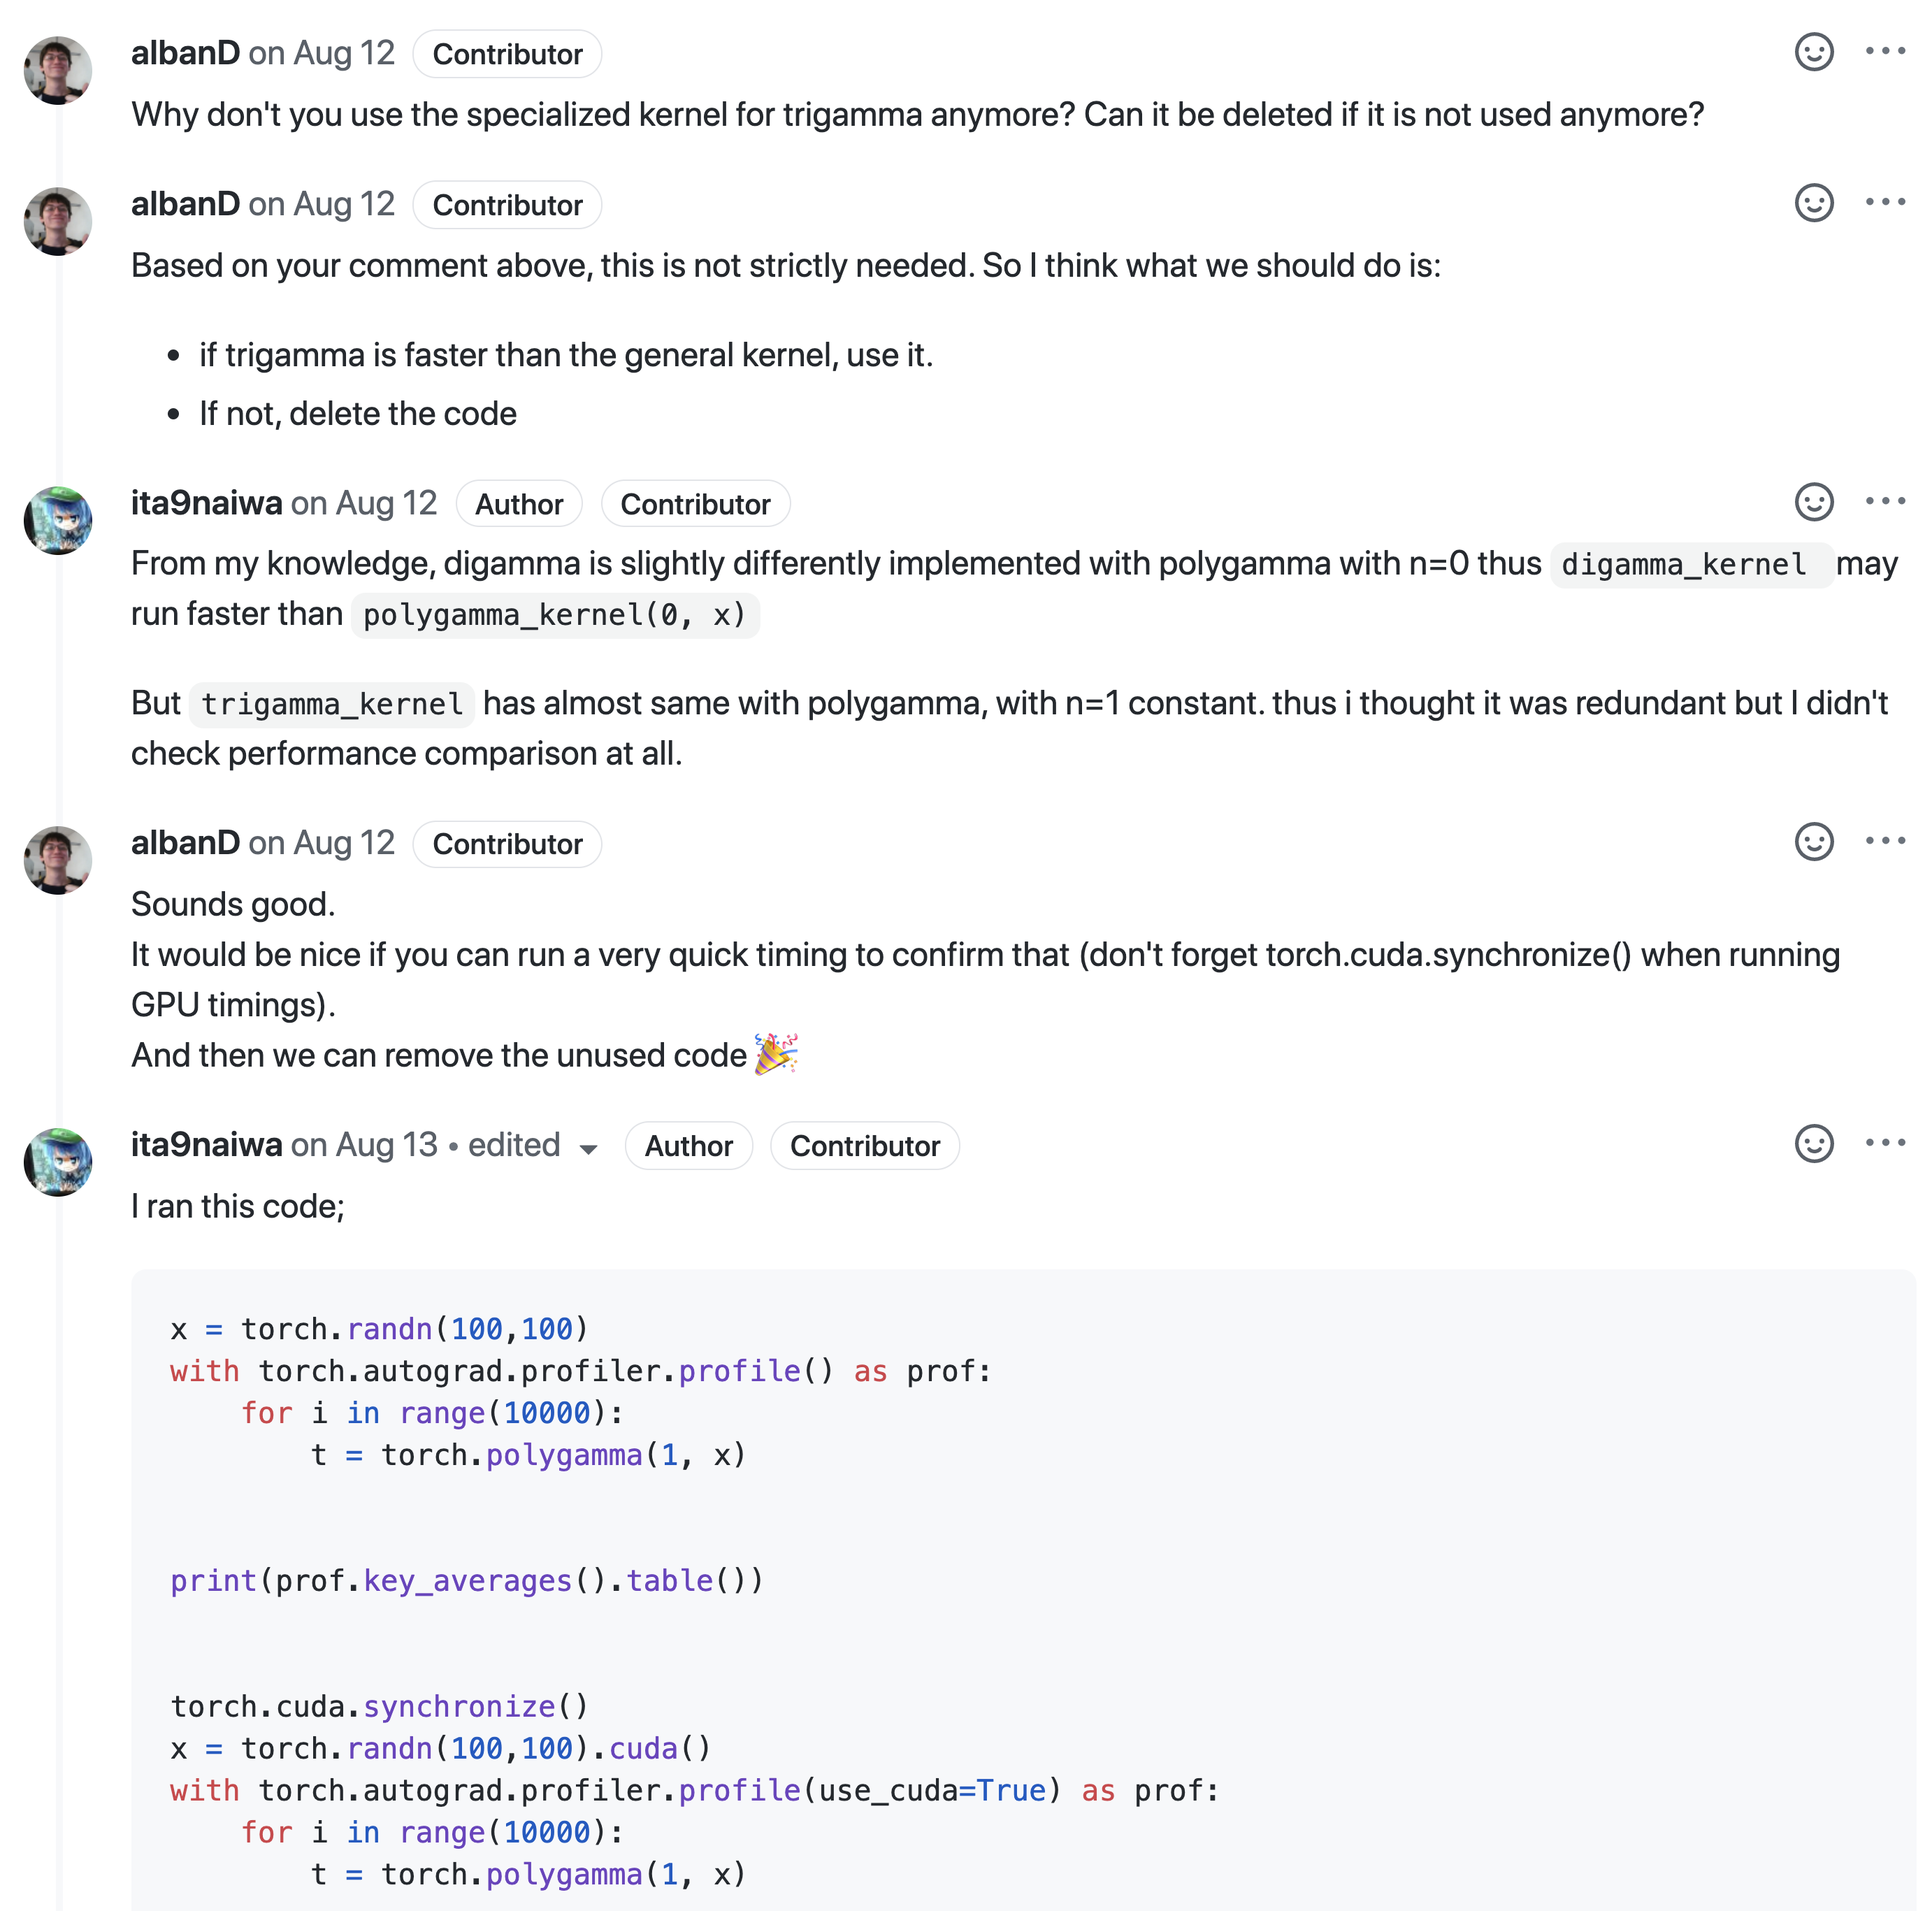 albanD on Aug 12 Contributor
Why don't you use the specialized kernel for trigamma anymore? Can it be deleted if it is not used anymore?
albanD on Aug 12 Contributor
Based on your comment above, this is not strictly needed. So I think what we should do is:
• if trigamma is faster than the general kernel, use it.
• If not, delete the code
ita9naiwa on Aug 12 Author Contributor
From my knowledge, digamma is slightly differently implemented with polygamma with n=0 thus digamma_kernel may
run faster than polygamma_kernel(0, x)
But trigamma_kernel has almost same with polygamma, with n=1 constant. thus i thought it was redundant but I didn't
check performance comparison at all.
albanD on Aug 12 Contributor
Sounds good.
It would be nice if you can run a very quick timing to confirm that (don't forget torch.cuda.synchronize() when running
GPU timings).
And then we can remove the unused code 🎉
ita9naiwa on Aug 13 • edited Author Contributor
I ran this code;
x = torch.randn(100,100)
with torch.autograd.profiler.profile() as prof:
    for i in range(10000):
        t = torch.polygamma(1, x)
print(prof.key_averages().table())
torch.cuda.synchronize()
x = torch.randn(100,100).cuda()
with torch.autograd.profiler.profile(use_cuda=True) as prof:
    for i in range(10000):
        t = torch.polygamma(1, x)